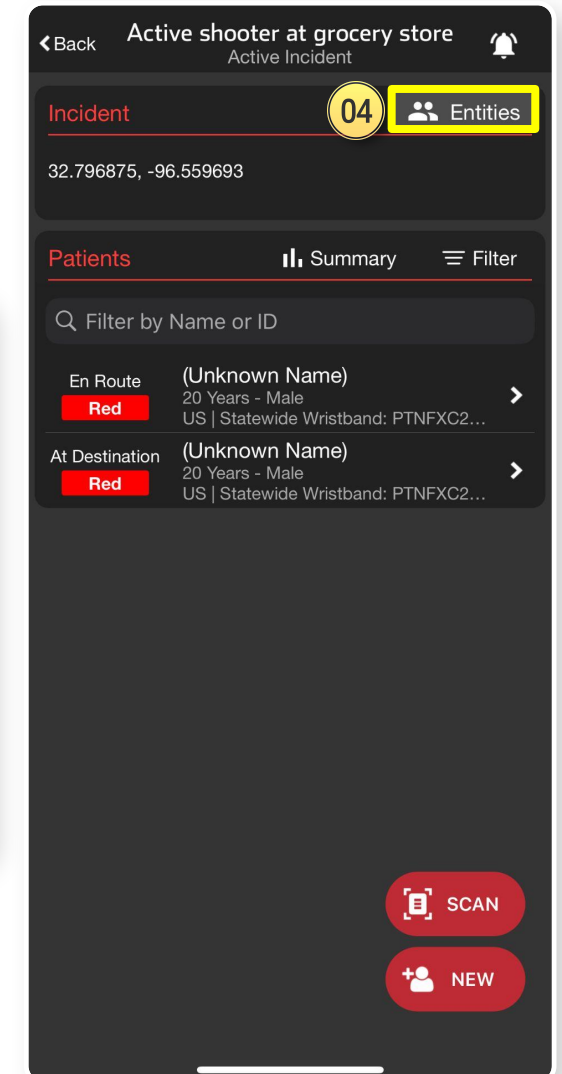 Back
Active shooter at grocery store
Active Incident
Incident
04
Entities
32.796875, -96.559693
Patients
Summary
Filter
Filter by Name or ID
En Route
Red
(Unknown Name)
20 Years - Male
US | Statewide Wristband: PTNFXC2...
At Destination
Red
(Unknown Name)
20 Years - Male
US | Statewide Wristband: PTNFXC2...
SCAN
NEW